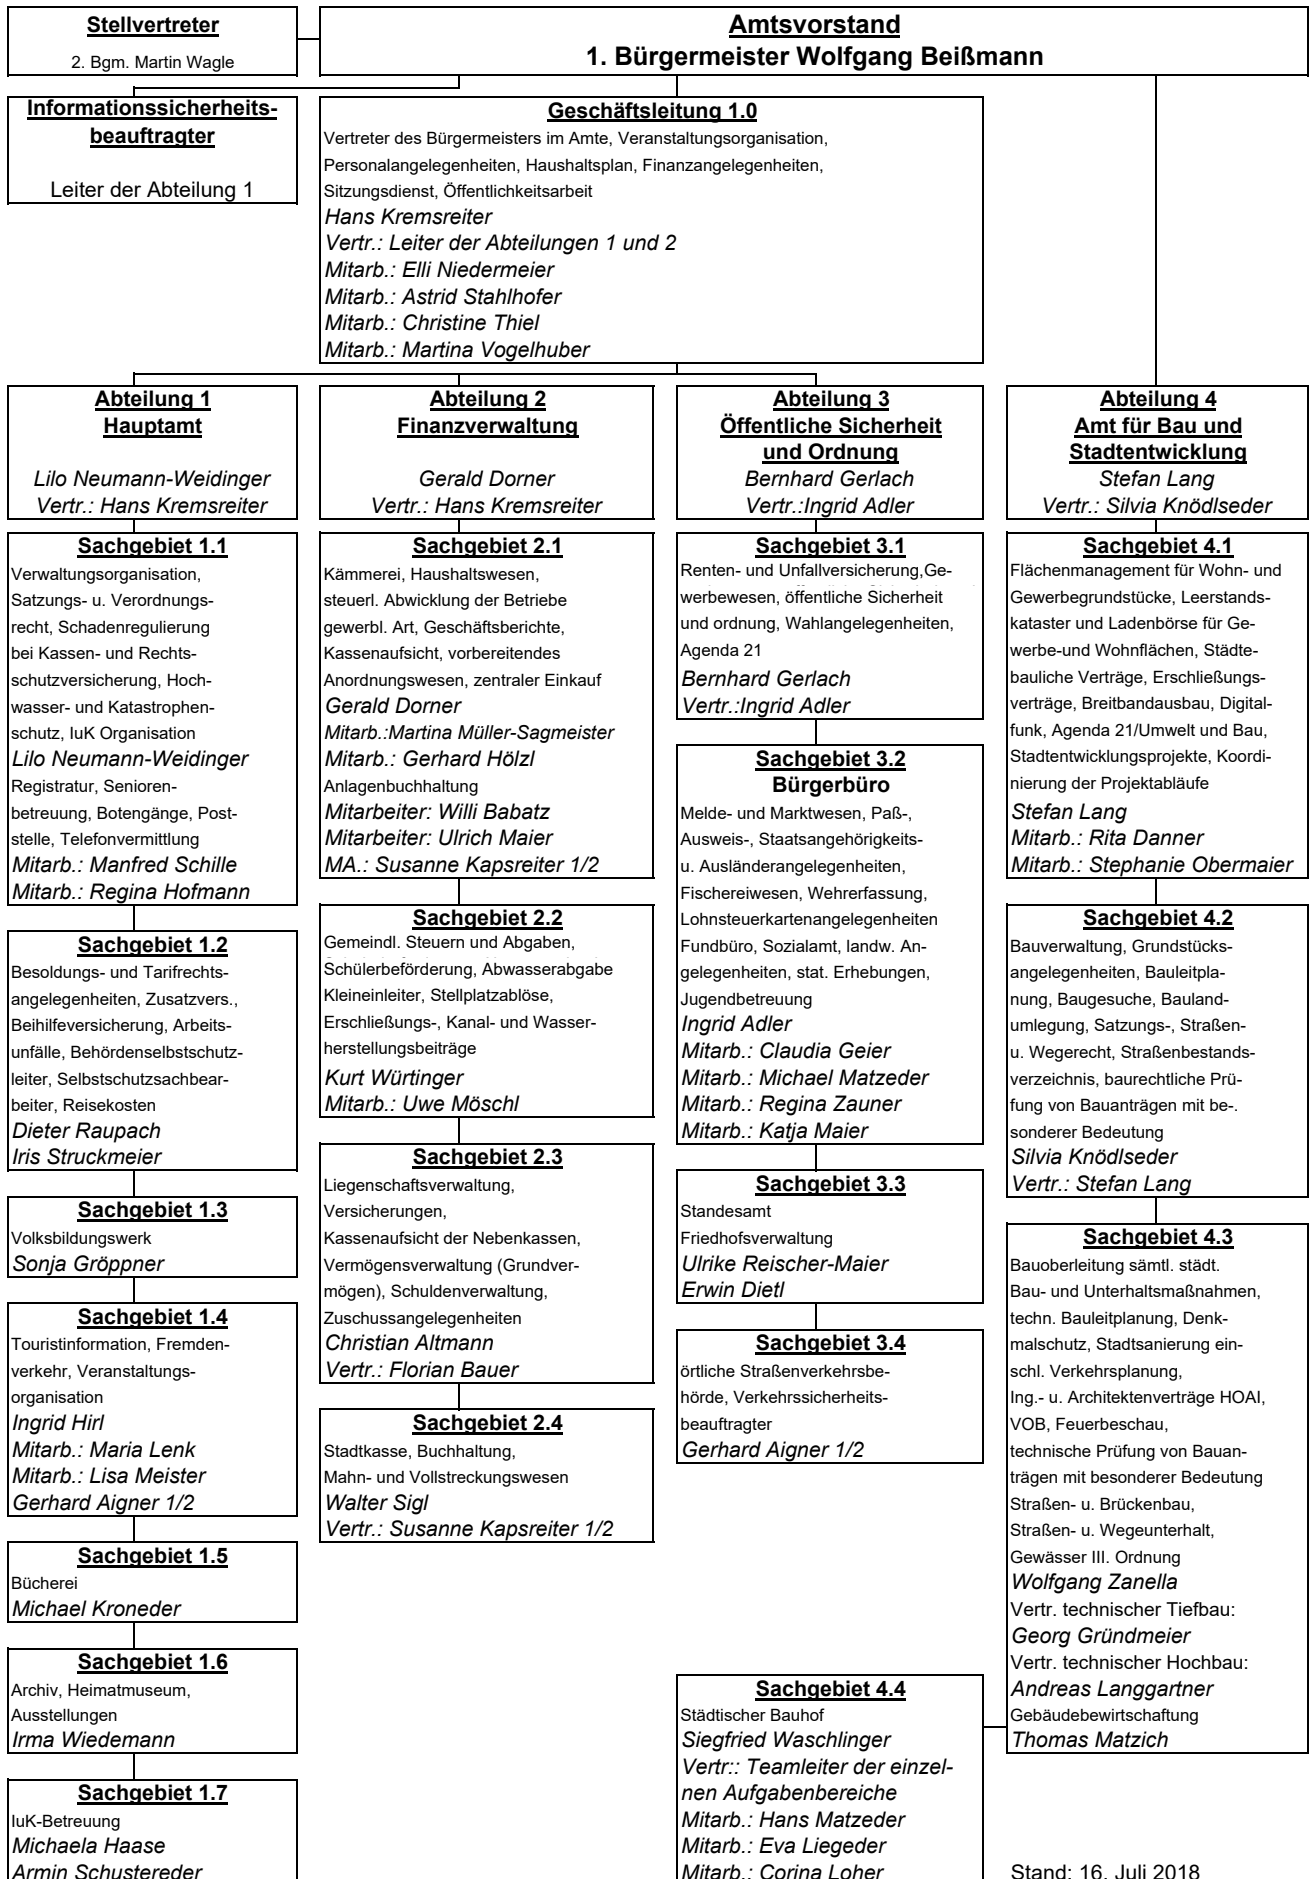 Stellvertreter
2. Bgm. Martin Wagle
Amtsvorstand
1. Bürgermeister Wolfgang Beißmann
Informationssicherheits-
beauftragter
Leiter der Abteilung 1
Geschäftsleitung 1.0
Vertreter des Bürgermeisters im Amte, Veranstaltungsorganisation,
Personalangelegenheiten, Haushaltsplan, Finanzangelegenheiten,
Sitzungsdienst, Öffentlichkeitsarbeit
Hans Kremsreiter
Vertr.: Leiter der Abteilungen 1 und 2
Mitarb.: Elli Niedermeier
Mitarb.: Astrid Stahlhofer
Mitarb.: Christine Thiel
Mitarb.: Martina Vogelhuber
Abteilung 1
Hauptamt
Lilo Neumann-Weidinger
Vertr.: Hans Kremsreiter
Sachgebiet 1.1
Verwaltungsorganisation,
Satzungs- u. Verordnungs-
recht, Schadenregulierung
bei Kassen- und Rechts-
schutzversicherung, Hoch-
wasser- und Katastrophen-
schutz, IuK Organisation
Lilo Neumann-Weidinger
Registratur, Senioren-
betreuung, Botengänge, Post-
stelle, Telefonvermittlung
Mitarb.: Manfred Schille
Mitarb.: Regina Hofmann
Sachgebiet 1.2
Besoldungs- und Tarifrechts-
angelegenheiten, Zusatzvers.,
Beihilfeversicherung, Arbeits-
unfälle, Behördenselbstschutz-
leiter, Selbstschutzsachbear-
beiter, Reisekosten
Dieter Raupach
Iris Struckmeier
Sachgebiet 1.3
Volksbildungswerk
Sonja Gröppner
Sachgebiet 1.4
Touristinformation, Fremden-
verkehr, Veranstaltungs-
organisation
Ingrid Hirl
Mitarb.: Maria Lenk
Mitarb.: Lisa Meister
Gerhard Aigner 1/2
Sachgebiet 1.5
Bücherei
Michael Kroneder
Sachgebiet 1.6
Archiv, Heimatmuseum,
Ausstellungen
Irma Wiedemann
Sachgebiet 1.7
IuK-Betreuung
Michaela Haase
Armin Schustereder
Abteilung 2
Finanzverwaltung
Gerald Dorner
Vertr.: Hans Kremsreiter
Sachgebiet 2.1
Kämmerei, Haushaltswesen,
steuerl. Abwicklung der Betriebe
gewerbl. Art, Geschäftsberichte,
Kassenaufsicht, vorbereitendes
Anordnungswesen, zentraler Einkauf
Gerald Dorner
Mitarb.:Martina Müller-Sagmeister
Mitarb.: Gerhard Hölzl
Anlagenbuchhaltung
Mitarbeiter: Willi Babatz
Mitarbeiter: Ulrich Maier
MA.: Susanne Kapsreiter 1/2
Sachgebiet 2.2
Gemeindl. Steuern und Abgaben,
Schülerbeförderung, Abwasserabgabe
Kleineinleiter, Stellplatzablöse,
Erschließungs-, Kanal- und Wasser-
herstellungsbeiträge
Kurt Würtinger
Mitarb.: Uwe Möschl
Sachgebiet 2.3
Liegenschaftsverwaltung,
Versicherungen,
Kassenaufsicht der Nebenkassen,
Vermögensverwaltung (Grundver-
mögen), Schuldenverwaltung,
Zuschussangelegenheiten
Christian Altmann
Vertr.: Florian Bauer
Sachgebiet 2.4
Stadtkasse, Buchhaltung,
Mahn- und Vollstreckungswesen
Walter Sigl
Vertr.: Susanne Kapsreiter 1/2
Abteilung 3
Öffentliche Sicherheit
und Ordnung
Bernhard Gerlach
Vertr.:Ingrid Adler
Sachgebiet 3.1
Renten- und Unfallversicherung,Ge-
werbewesen, öffentliche Sicherheit
und ordnung, Wahlangelegenheiten,
Agenda 21
Bernhard Gerlach
Vertr.:Ingrid Adler
Sachgebiet 3.2
Bürgerbüro
Melde- und Marktwesen, Paß-,
Ausweis-, Staatsangehörigkeits-
u. Ausländerangelegenheiten,
Fischereiwesen, Wehrerfassung,
Lohnsteuerkartenangelegenheiten
Fundbüro, Sozialamt, landw. An-
gelegenheiten, stat. Erhebungen,
Jugendbetreuung
Ingrid Adler
Mitarb.: Claudia Geier
Mitarb.: Michael Matzeder
Mitarb.: Regina Zauner
Mitarb.: Katja Maier
Sachgebiet 3.3
Standesamt
Friedhofsverwaltung
Ulrike Reischer-Maier
Erwin Dietl
Sachgebiet 3.4
örtliche Straßenverkehrsbe-
hörde, Verkehrssicherheits-
beauftragter
Gerhard Aigner 1/2
Abteilung 4
Amt für Bau und
Stadtentwicklung
Stefan Lang
Vertr.: Silvia Knödlseder
Sachgebiet 4.1
Flächenmanagement für Wohn- und
Gewerbegrundstücke, Leerstands-
kataster und Ladenbörse für Ge-
werbe-und Wohnflächen, Städte-
bauliche Verträge, Erschließungs-
verträge, Breitbandausbau, Digital-
funk, Agenda 21/Umwelt und Bau,
Stadtentwicklungsprojekte, Koordi-
nierung der Projektabläufe
Stefan Lang
Mitarb.: Rita Danner
Mitarb.: Stephanie Obermaier
Sachgebiet 4.2
Bauverwaltung, Grundstücks-
angelegenheiten, Bauleitpla-
nung, Baugesuche, Bauland-
umlegung, Satzungs-, Straßen-
u. Wegerecht, Straßenbestands-
verzeichnis, baurechtliche Prü-
fung von Bauanträgen mit be-.
sonderer Bedeutung
Silvia Knödlseder
Vertr.: Stefan Lang
Sachgebiet 4.3
Bauoberleitung sämtl. städt.
Bau- und Unterhaltsmaßnahmen,
techn. Bauleitplanung, Denk-
malschutz, Stadtsanierung ein-
schl. Verkehrsplanung,
Ing.- u. Architektenverträge HOAI,
VOB, Feuerbeschau,
technische Prüfung von Bauan-
trägen mit besonderer Bedeutung
Straßen- u. Brückenbau,
Straßen- u. Wegeunterhalt,
Gewässer III. Ordnung
Wolfgang Zanella
Vertr. technischer Tiefbau:
Georg Gründmeier
Vertr. technischer Hochbau:
Andreas Langgartner
Gebäudebewirtschaftung
Thomas Matzich
Sachgebiet 4.4
Städtischer Bauhof
Siegfried Waschlinger
Vertr:: Teamleiter der einzel-
nen Aufgabenbereiche
Mitarb.: Hans Matzeder
Mitarb.: Eva Liegeder
Mitarb.: Corina Loher
Stand: 16. Juli 2018